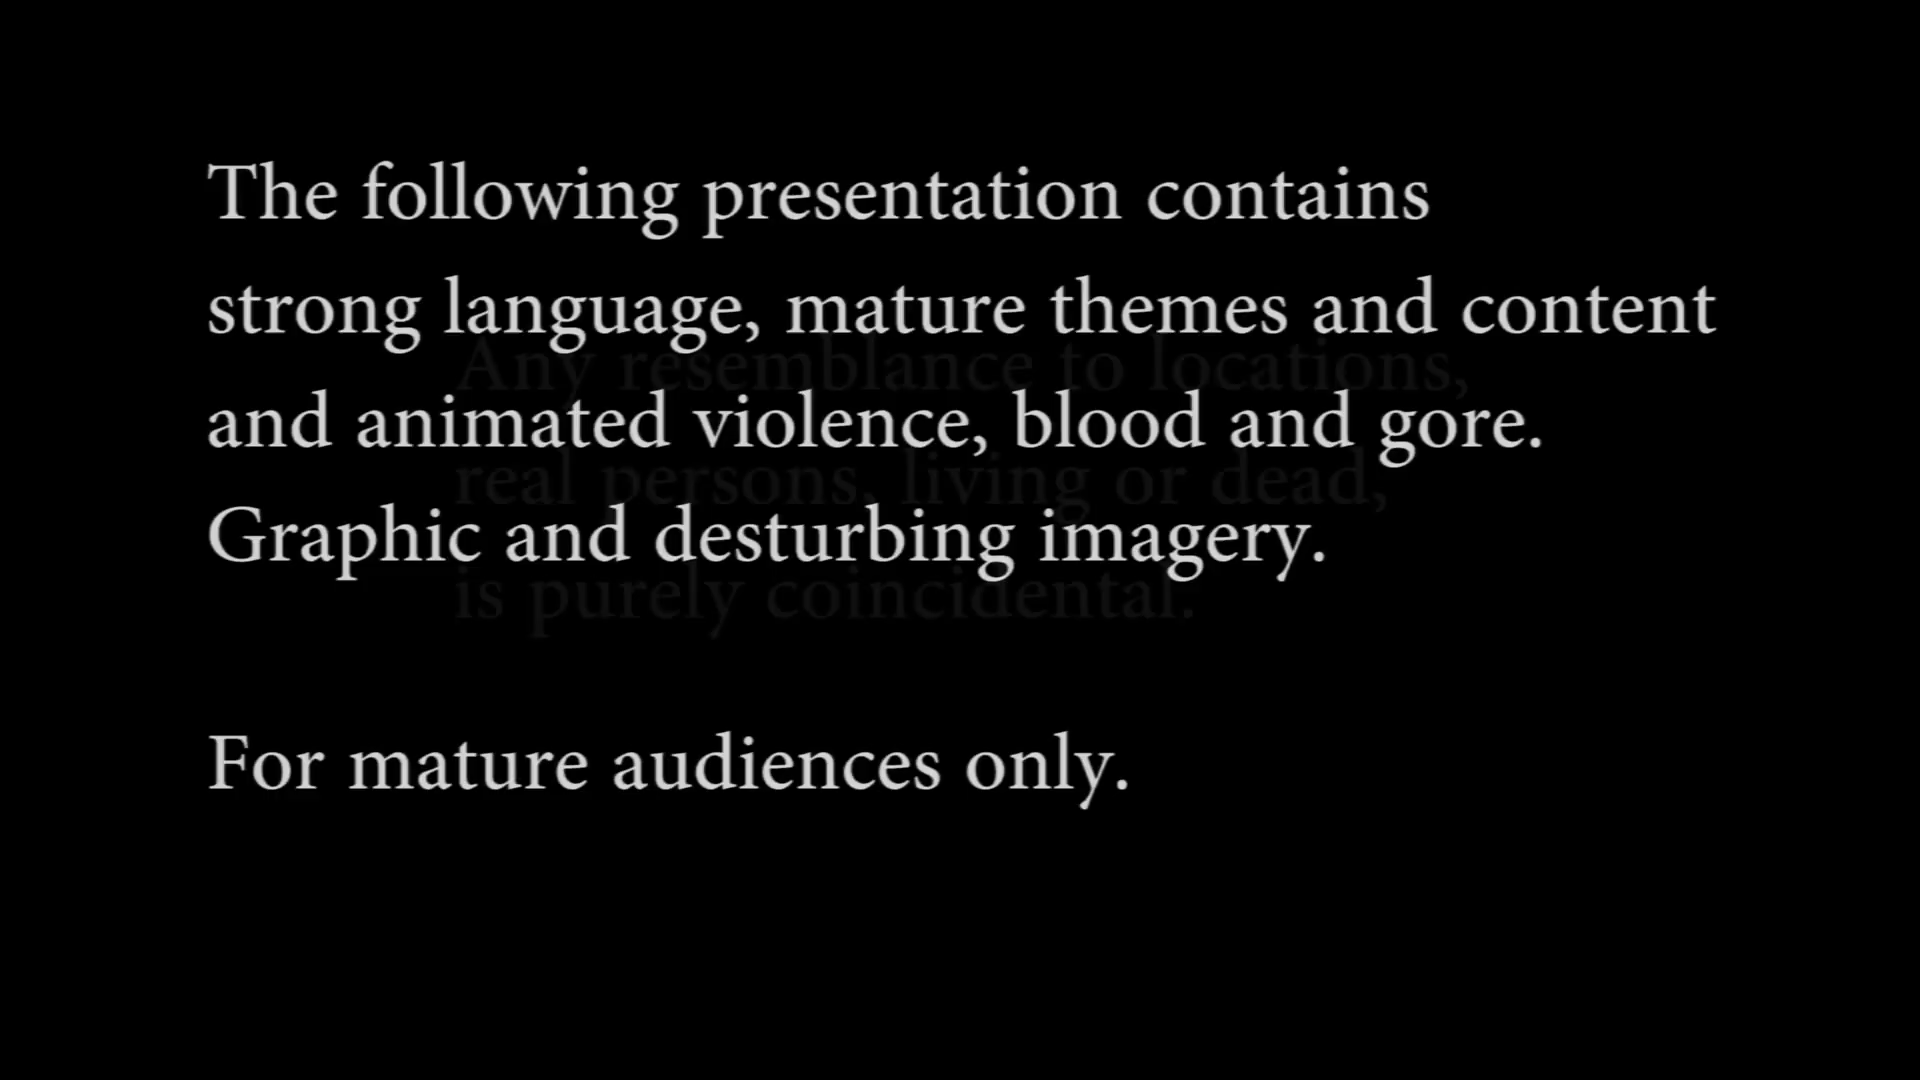 The following presentation contains
strong language, mature themes and content
and animated violence, blood and gore.
Graphic and desturbing imagery.
For mature audiences only.
Any resemblance to locations,
real persons, living or dead,
is purely coincidental.